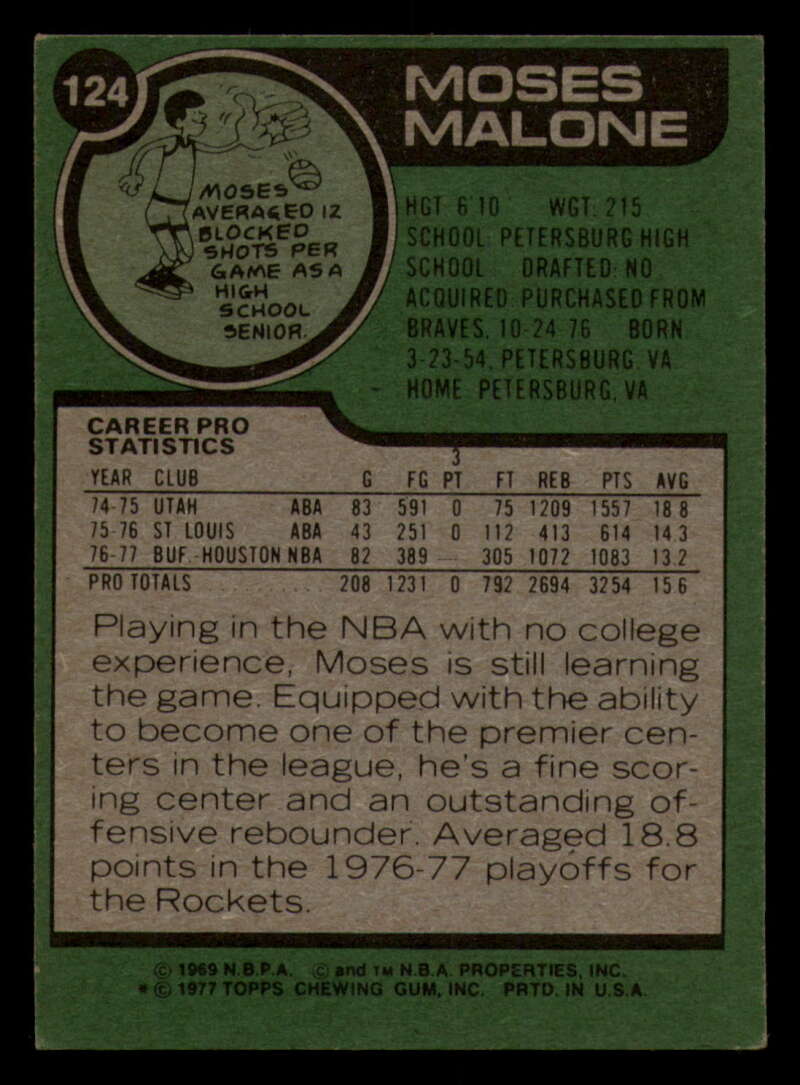 124
MOSES
MALONE
MOSES
AVERAGED 12
BLOCKED
SHOTS PER
GAME AS A
HIGH
SCHOOL
SENIOR.
HGT 6'10" WGT. 215
SCHOOL PETERSBURG HIGH
SCHOOL DRAFTED: NO
ACQUIRED: PURCHASED FROM
BRAVES, 10-24-76 BORN
3-23-54, PETERSBURG, VA
HOME PETERSBURG, VA
CAREER PRO
STATISTICS
YEAR CLUB G FG 3 PT FT REB PTS AVG
74-75 UTAH ABA 83 591 0 75 1209 1557 18.8
75-76 ST LOUIS ABA 43 251 0 112 413 614 14.3
76-77 BUF.-HOUSTON NBA 82 389 — 305 1072 1083 13.2
PRO TOTALS .......... 208 1231 0 792 2694 3254 15.6
Playing in the NBA with no college
experience, Moses is still learning
the game. Equipped with the ability
to become one of the premier cen-
ters in the league, he's a fine scor-
ing center and an outstanding of-
fensive rebounder. Averaged 18.8
points in the 1976-77 playoffs for
the Rockets.
© 1969 N.B.P.A. © and TM N.B.A. PROPERTIES, INC.
* © 1977 TOPPS CHEWING GUM, INC. PRTD. IN U.S.A.